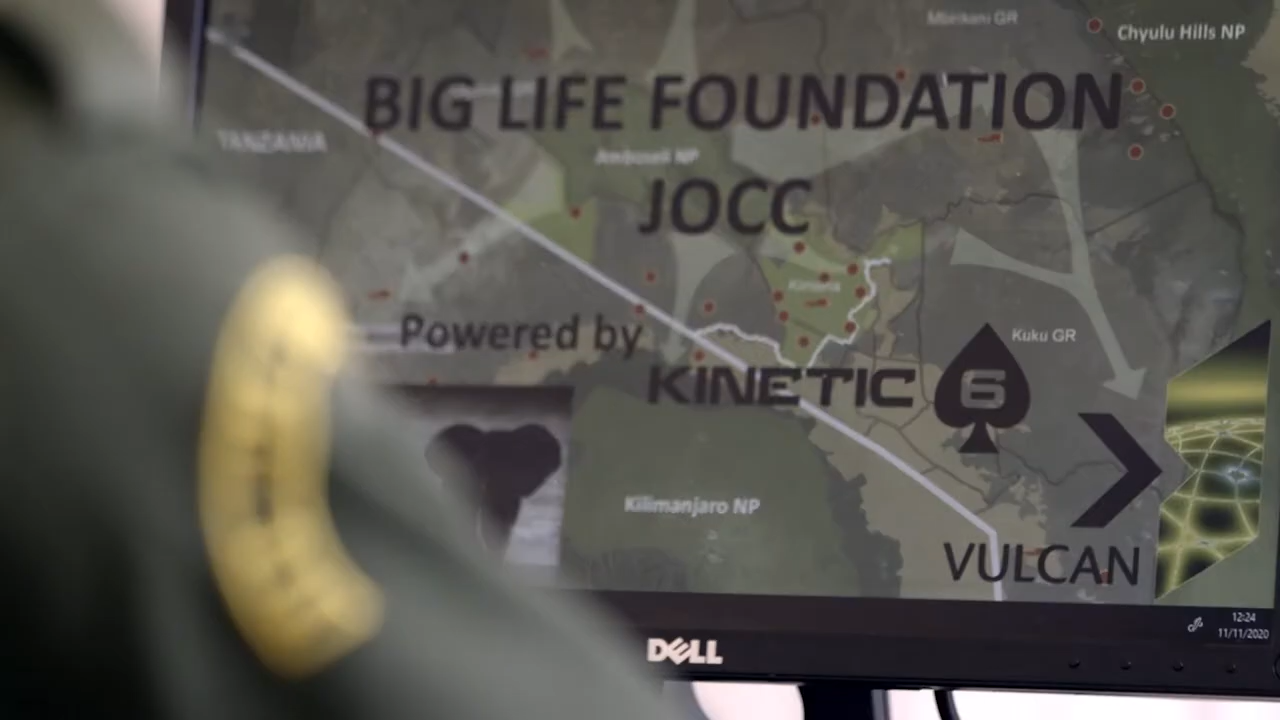 Mbirikani GR
Chyulu Hills NP
BIG LIFE FOUNDATION
TANZANIA
Amboseli NP
JOCC
Kimana
Powered by
Kuku GR
KINETIC 6
Kilimanjaro NP
VULCAN
12:24
11/11/2020
DELL